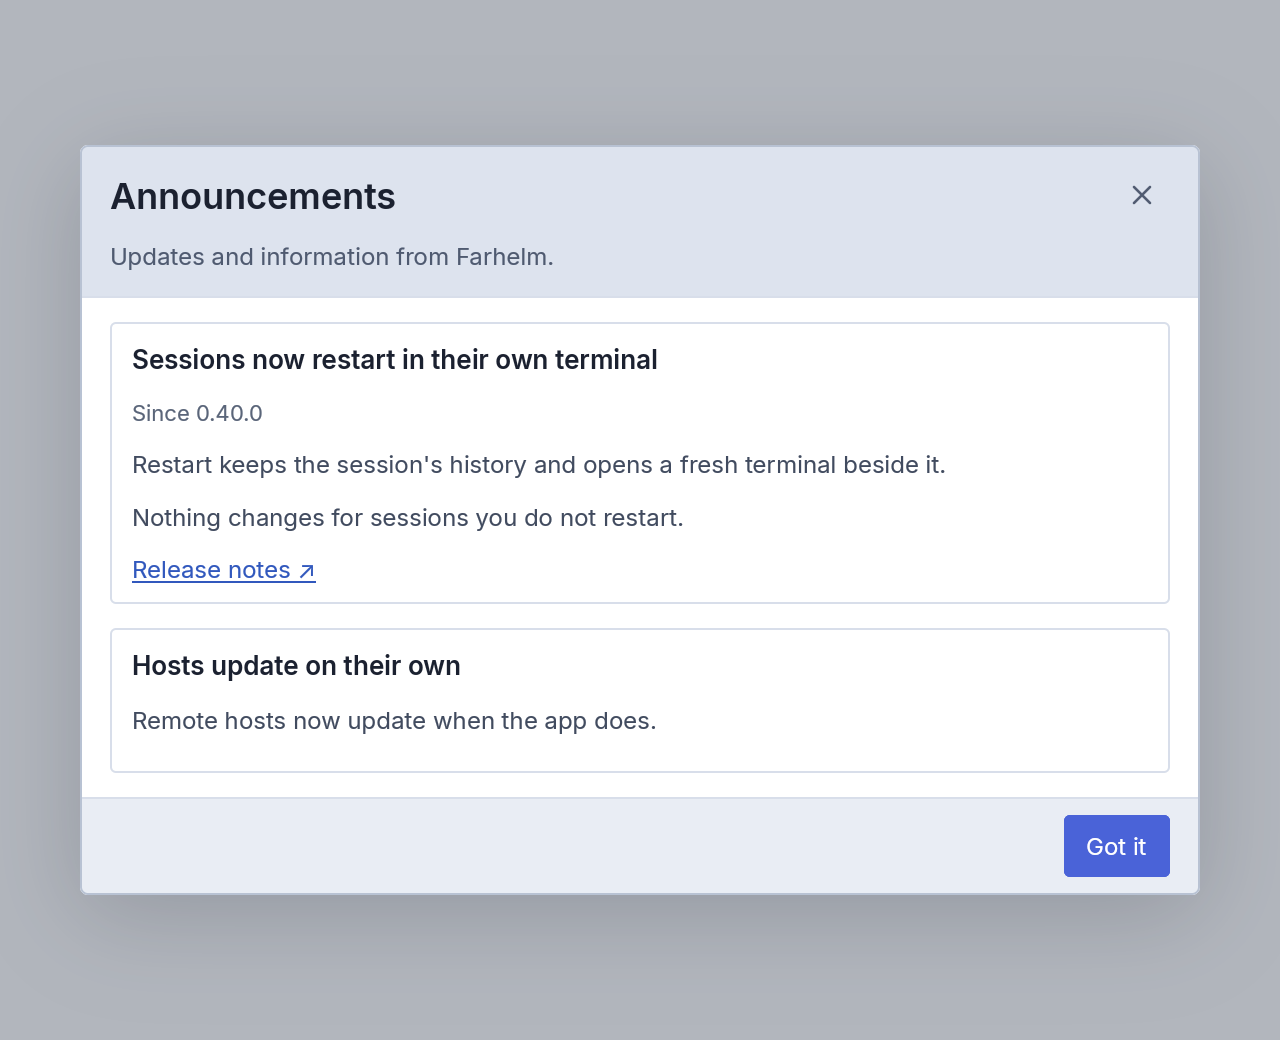 Announcements
Updates and information from Farhelm.
Sessions now restart in their own terminal
Since 0.40.0
Restart keeps the session's history and opens a fresh terminal beside it.
Nothing changes for sessions you do not restart.
Release notes ↗
Hosts update on their own
Remote hosts now update when the app does.
Got it